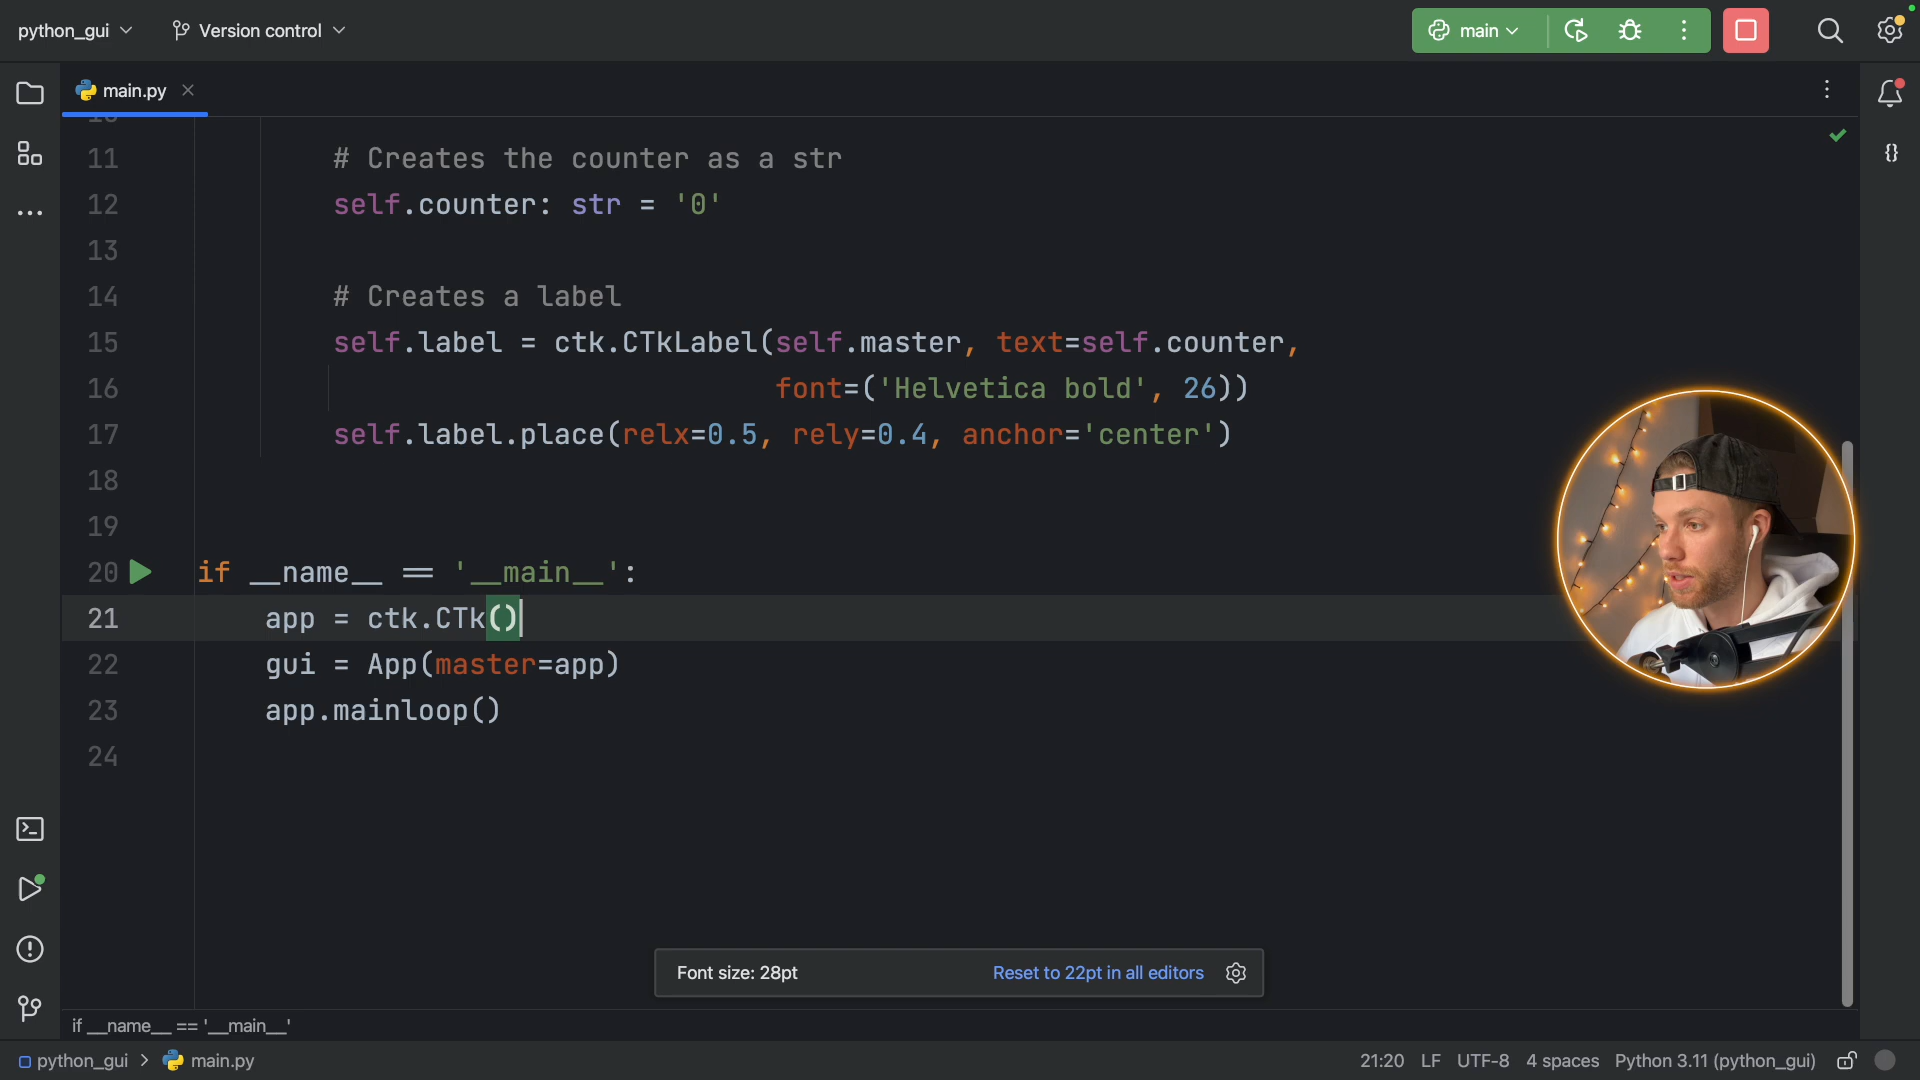 python_gui
Version control
main
main.py
11 # Creates the counter as a str
12 self.counter: str = '0'
13
14 # Creates a label
15 self.label = ctk.CTkLabel(self.master, text=self.counter,
16 font=('Helvetica bold', 26))
17 self.label.place(relx=0.5, rely=0.4, anchor='center')
18
19
20 if __name__ == '__main__':
21 app = ctk.CTk()
22 gui = App(master=app)
23 app.mainloop()
24
Font size: 28pt Reset to 22pt in all editors
if __name__ == '__main__'
python_gui > main.py 21:20 LF UTF-8 4 spaces Python 3.11 (python_gui)